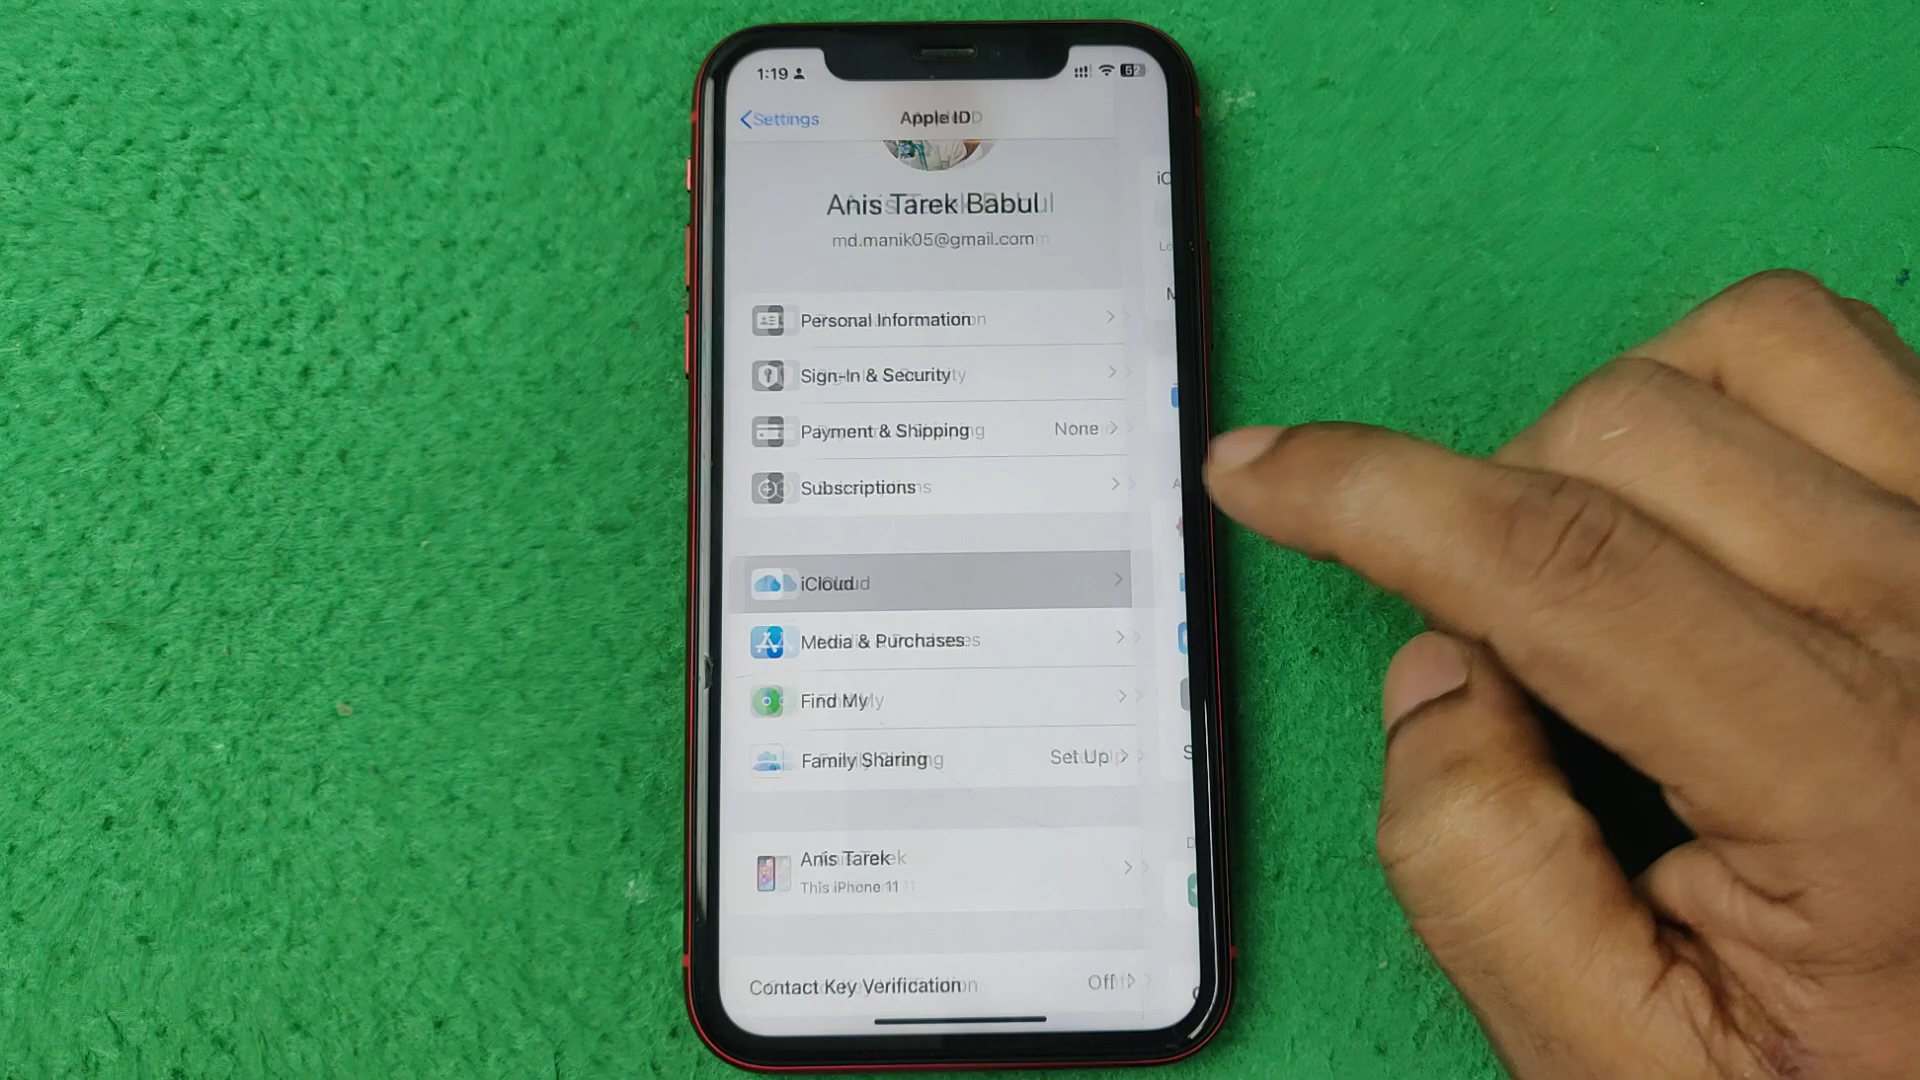 1:19
52
Settings
Apple ID
Anis Tarek Babul
md.manik05@gmail.com
Personal Information
Sign-In & Security
Payment & Shipping None
Subscriptions
iCloud
Media & Purchases
Find My
Family Sharing Set Up
Anis Tarek
This iPhone 11
Contact Key Verification Off